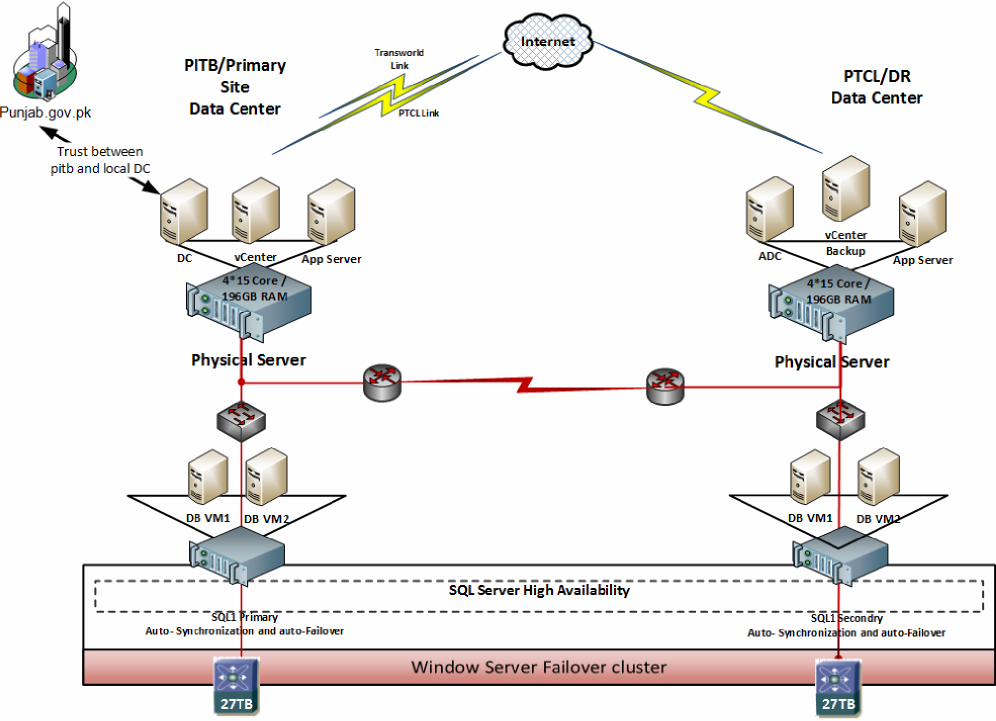 Internet
Transworld
Link
PTCL Link
PITB/Primary
Site
Data Center
PTCL/DR
Data Center
Punjab.gov.pk
Trust between
pitb and local DC
DC
vCenter
App Server
4*15 Core /
196GB RAM
Physical Server
ADC
vCenter
Backup
App Server
4*15 Core /
196GB RAM
Physical Server
DB VM1
DB VM2
DB VM1
DB VM2
SQL Server High Availability
SQL1 Primary
Auto- Synchronization and auto-Failover
SQL1 Secondry
Auto- Synchronization and auto-Failover
Window Server Failover cluster
27TB
27TB